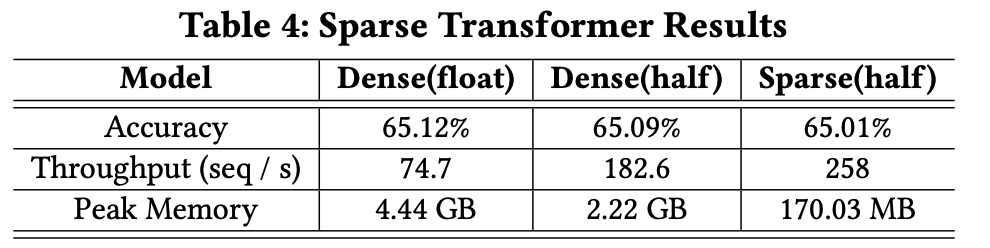 Table 4: Sparse Transformer Results
Model Dense(float) Dense(half) Sparse(half)
Accuracy 65.12% 65.09% 65.01%
Throughput (seq / s) 74.7 182.6 258
Peak Memory 4.44 GB 2.22 GB 170.03 MB